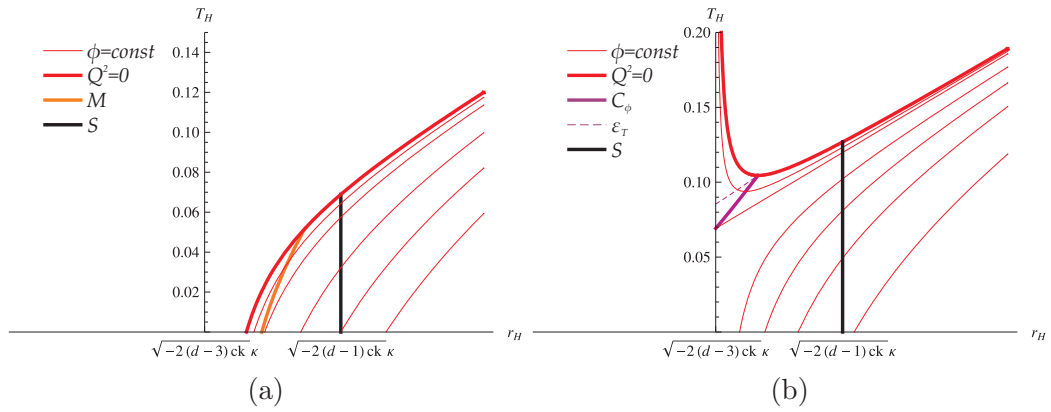 T_H
0.14
0.12
0.10
0.08
0.06
0.04
0.02
ϕ=const
Q²=0
M
S
√-2 (d-3) ck κ
√-2 (d-1) ck κ
r_H
(a)
T_H
0.20
0.15
0.10
0.05
ϕ=const
Q²=0
C_ϕ
ε_T
S
√-2 (d-3) ck κ
√-2 (d-1) ck κ
r_H
(b)